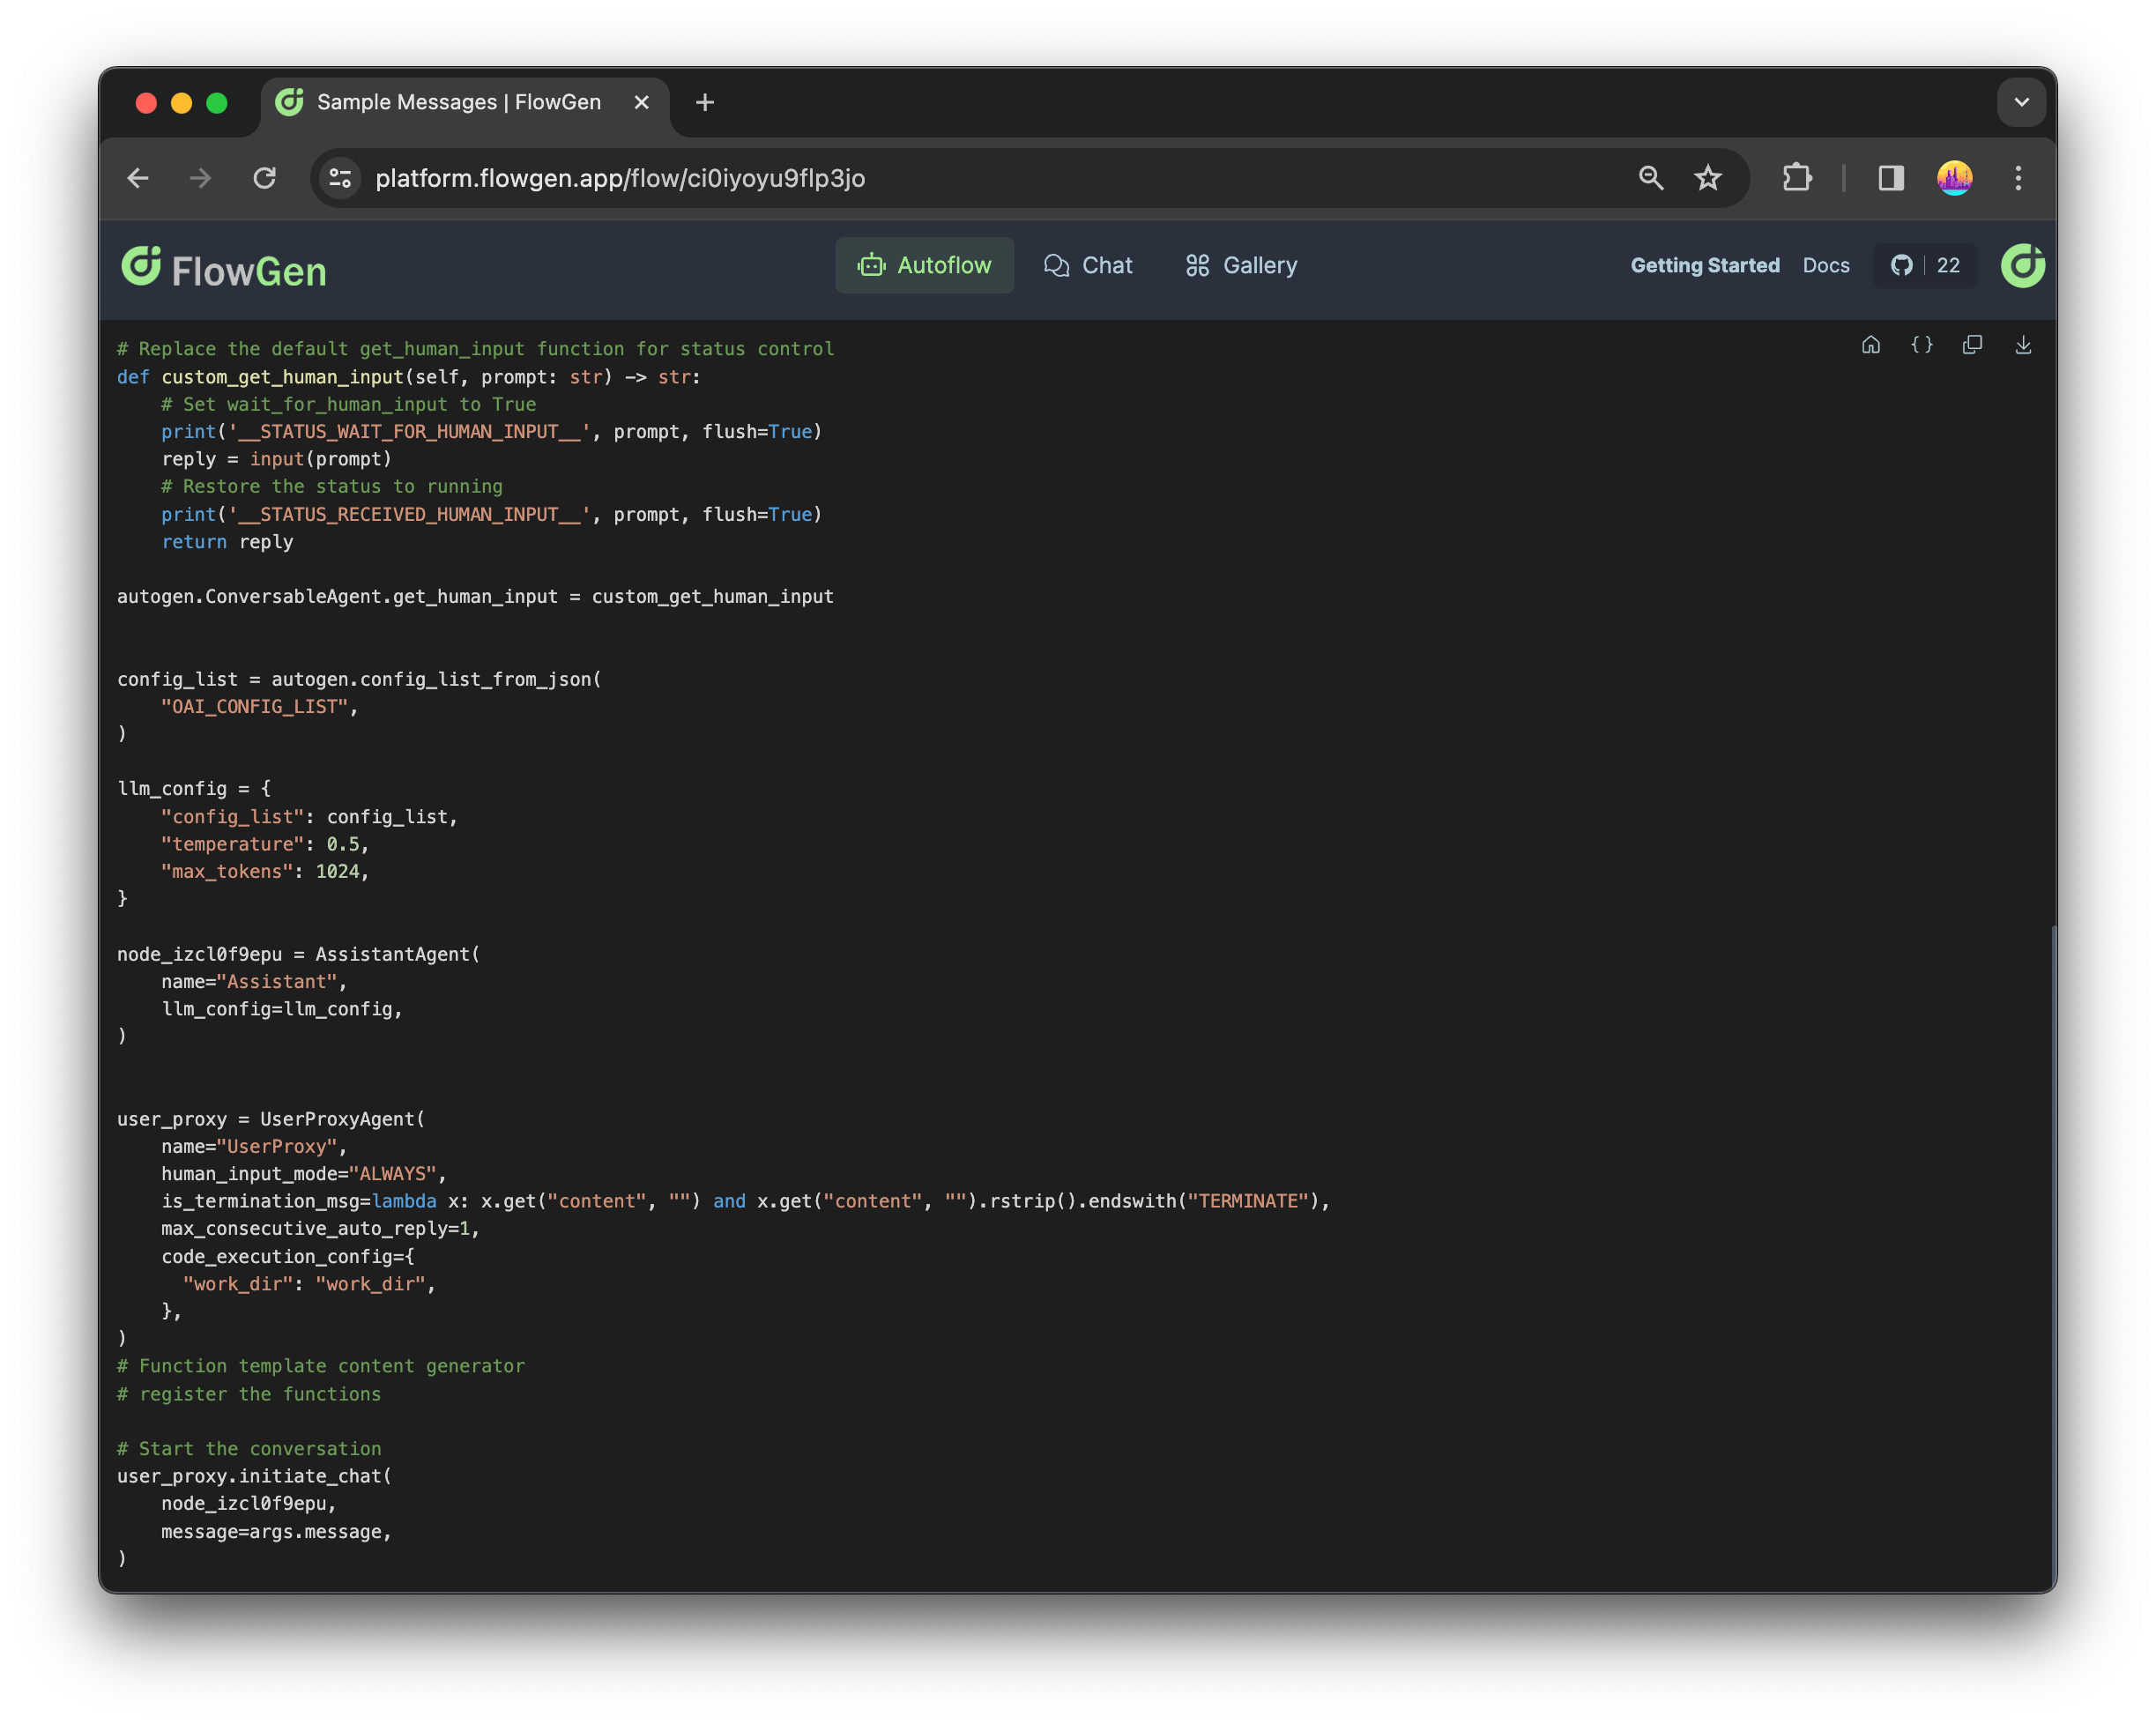 Sample Messages | FlowGen
platform.flowgen.app/flow/ci0iyoyu9flp3jo
FlowGen
Autoflow
Chat
Gallery
Getting Started
Docs
22
# Replace the default get_human_input function for status control
def custom_get_human_input(self, prompt: str) -> str:
    # Set wait_for_human_input to True
    print('__STATUS_WAIT_FOR_HUMAN_INPUT__', prompt, flush=True)
    reply = input(prompt)
    # Restore the status to running
    print('__STATUS_RECEIVED_HUMAN_INPUT__', prompt, flush=True)
    return reply

autogen.ConversableAgent.get_human_input = custom_get_human_input


config_list = autogen.config_list_from_json(
    "OAI_CONFIG_LIST",
)

llm_config = {
    "config_list": config_list,
    "temperature": 0.5,
    "max_tokens": 1024,
}

node_izcl0f9epu = AssistantAgent(
    name="Assistant",
    llm_config=llm_config,
)


user_proxy = UserProxyAgent(
    name="UserProxy",
    human_input_mode="ALWAYS",
    is_termination_msg=lambda x: x.get("content", "") and x.get("content", "").rstrip().endswith("TERMINATE"),
    max_consecutive_auto_reply=1,
    code_execution_config={
      "work_dir": "work_dir",
    },
)
# Function template content generator
# register the functions

# Start the conversation
user_proxy.initiate_chat(
    node_izcl0f9epu,
    message=args.message,
)